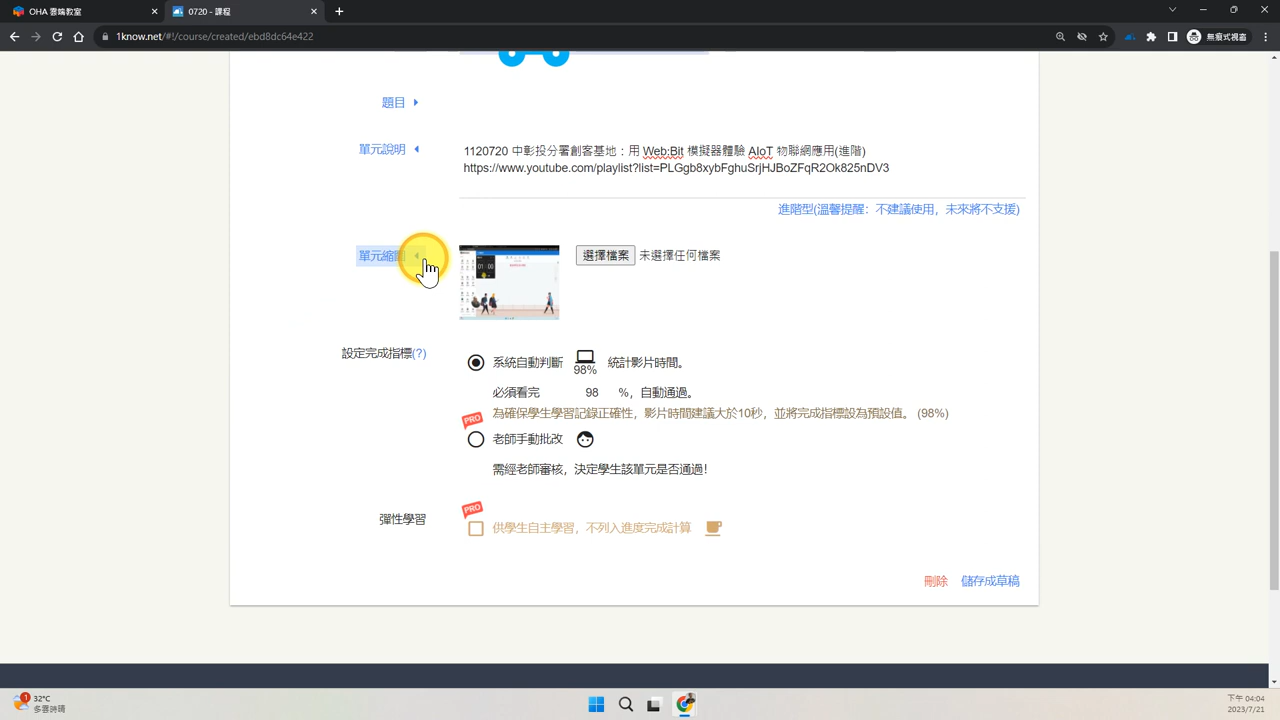 OHA 雲端教室
0720 - 課程
1know.net/#!/course/created/ebd8dc64e422
無痕式視窗
題目
單元說明
1120720 中彰投分署創客基地：用 Web:Bit 模擬器體驗 AIoT 物聯網應用(進階)
https://www.youtube.com/playlist?list=PLGgb8xybFghuSrjHJBoZFqR2Ok825nDV3
進階型(溫馨提醒：不建議使用，未來將不支援)
單元縮圖
選擇檔案 未選擇任何檔案
01 00
設定完成指標(?)
系統自動判斷 98% 統計影片時間。
必須看完 98 %，自動通過。
為確保學生學習記錄正確性，影片時間建議大於10秒，並將完成指標設為預設值。 (98%)
PRO
老師手動批改
需經老師審核，決定學生該單元是否通過!
彈性學習
PRO
供學生自主學習，不列入進度完成計算
刪除 儲存成草稿
1
32°C
多雲時晴
下午 04:04
2023/7/21